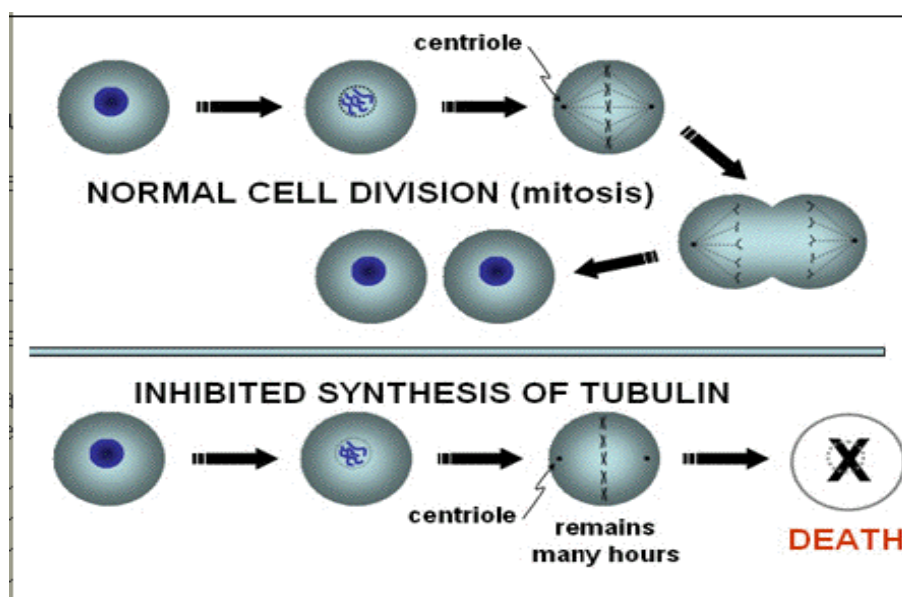 centriole
NORMAL CELL DIVISION (mitosis)
INHIBITED SYNTHESIS OF TUBULIN
centriole
remains
many hours
DEATH